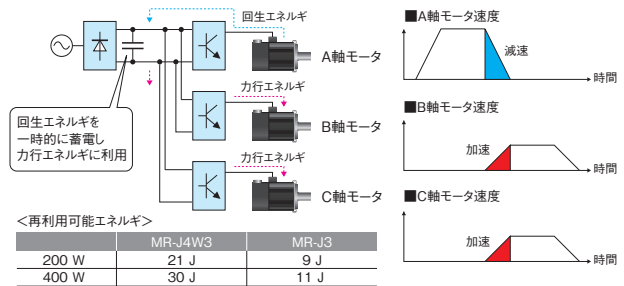 回生エネルギ
A軸モータ
力行エネルギ
B軸モータ
力行エネルギ
C軸モータ
回生エネルギを
一時的に蓄電し
力行エネルギに利用
<再利用可能エネルギ>
MR-J4W3 MR-J3
200 W 21 J 9 J
400 W 30 J 11 J
■A軸モータ速度
減速
時間
■B軸モータ速度
加速
時間
■C軸モータ速度
加速
時間